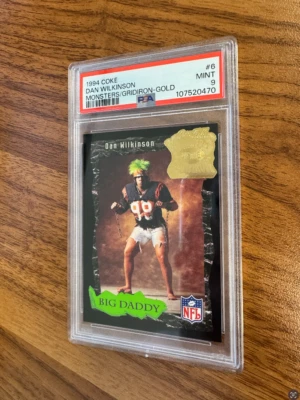 1994 COKE #6
DAN WILKINSON MINT
MONSTERS/GRIDIRON-GOLD 9
PSA 107520470
Dan Wilkinson
99
BIG DADDY
NFL